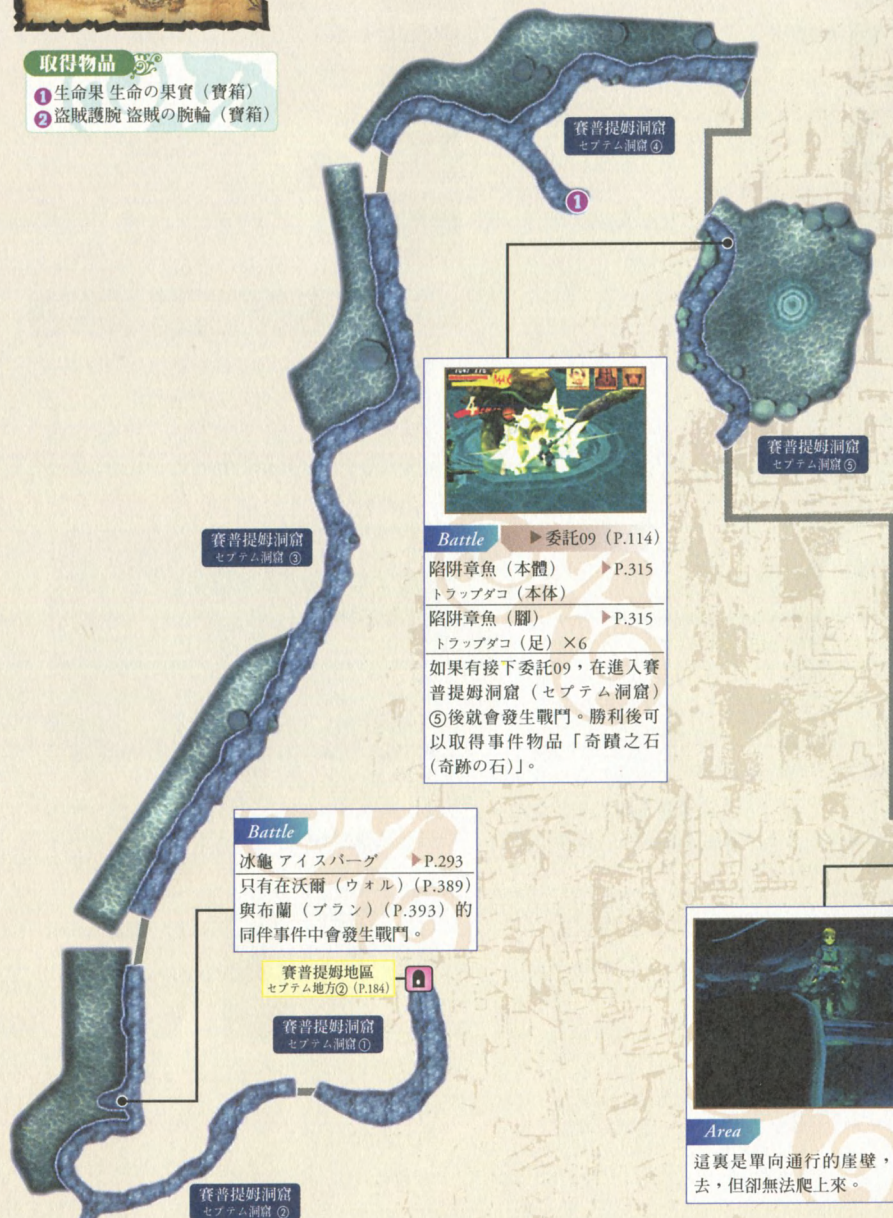 取得物品
❶生命果 生命の果實（寶箱）
❷盜賊護腕 盜賊の腕輪（寶箱）
賽普提姆洞窟
セプテム洞窟④
❶
賽普提姆洞窟
セプテム洞窟⑤
賽普提姆洞窟
セプテム洞窟③
Battle ▶委託09（P.114）
陷阱章魚（本體） ▶P.315
トラップダコ（本体）
陷阱章魚（腳） ▶P.315
トラップダコ（足）×6
如果有接下委託09，在進入賽
普提姆洞窟（セプテム洞窟）
⑤後就會發生戰鬥。勝利後可
以取得事件物品「奇蹟之石
(奇跡の石)」。
Battle
冰龜 アイスバーグ ▶P.293
只有在沃爾（ウォル）(P.389)
與布蘭（ブラン）(P.393) 的
同伴事件中會發生戰鬥。
賽普提姆地區
セプテム地方②（P.184）
賽普提姆洞窟
セプテム洞窟①
賽普提姆洞窟
セプテム洞窟②
Area
這裏是單向通行的崖壁，
去，但卻無法爬上來。